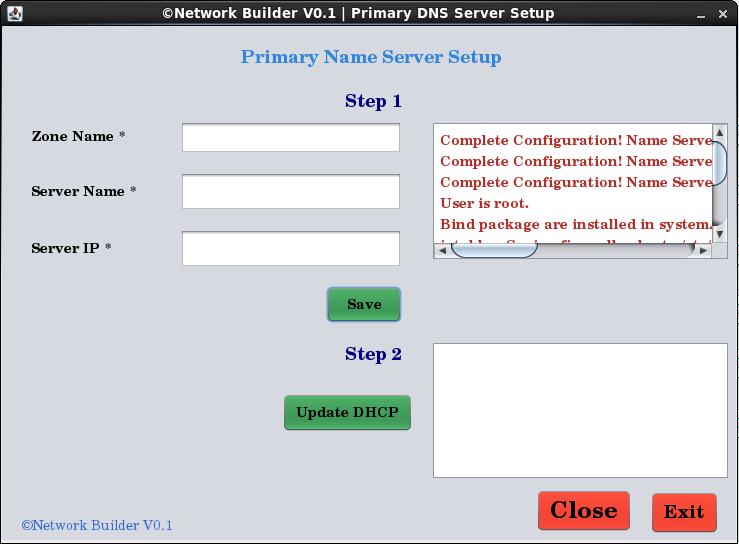 ©Network Builder V0.1 | Primary DNS Server Setup
Primary Name Server Setup
Step 1
Zone Name *
Server Name *
Server IP *
Complete Configuration! Name Serve
Complete Configuration! Name Serve
Complete Configuration! Name Serve
User is root.
Bind package are installed in system.
Save
Step 2
Update DHCP
Close
Exit
©Network Builder V0.1